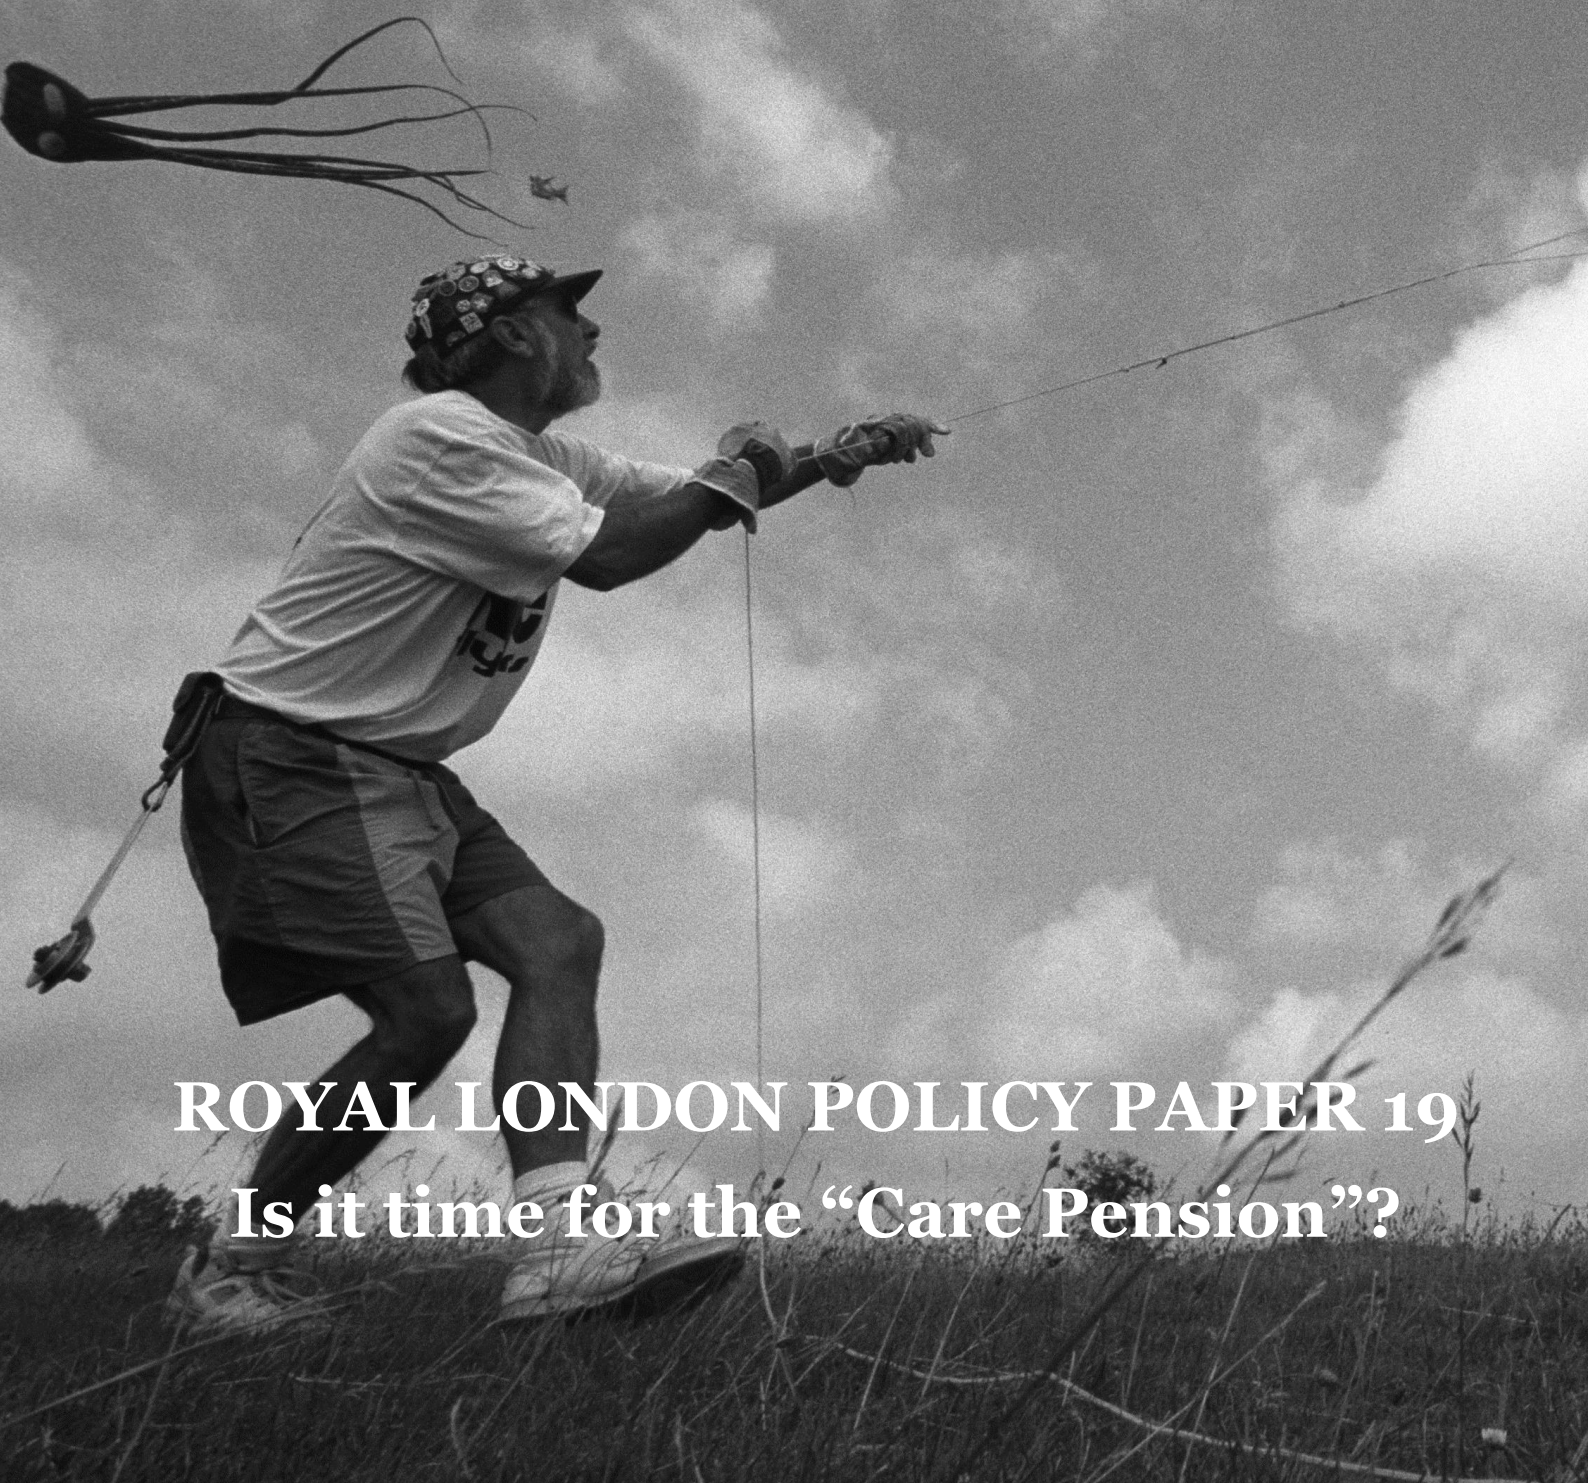 ROYAL LONDON POLICY PAPER 19
Is it time for the “Care Pension”?